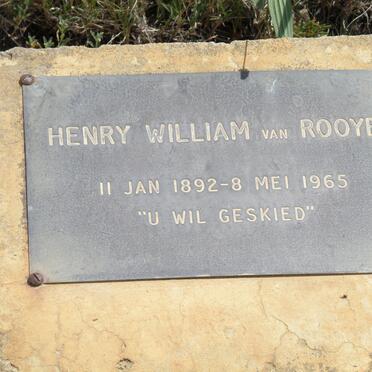 HENRY WILLIAM VAN ROOYE
11 JAN 1892-8 MEI 1965
"U WIL GESKIED"